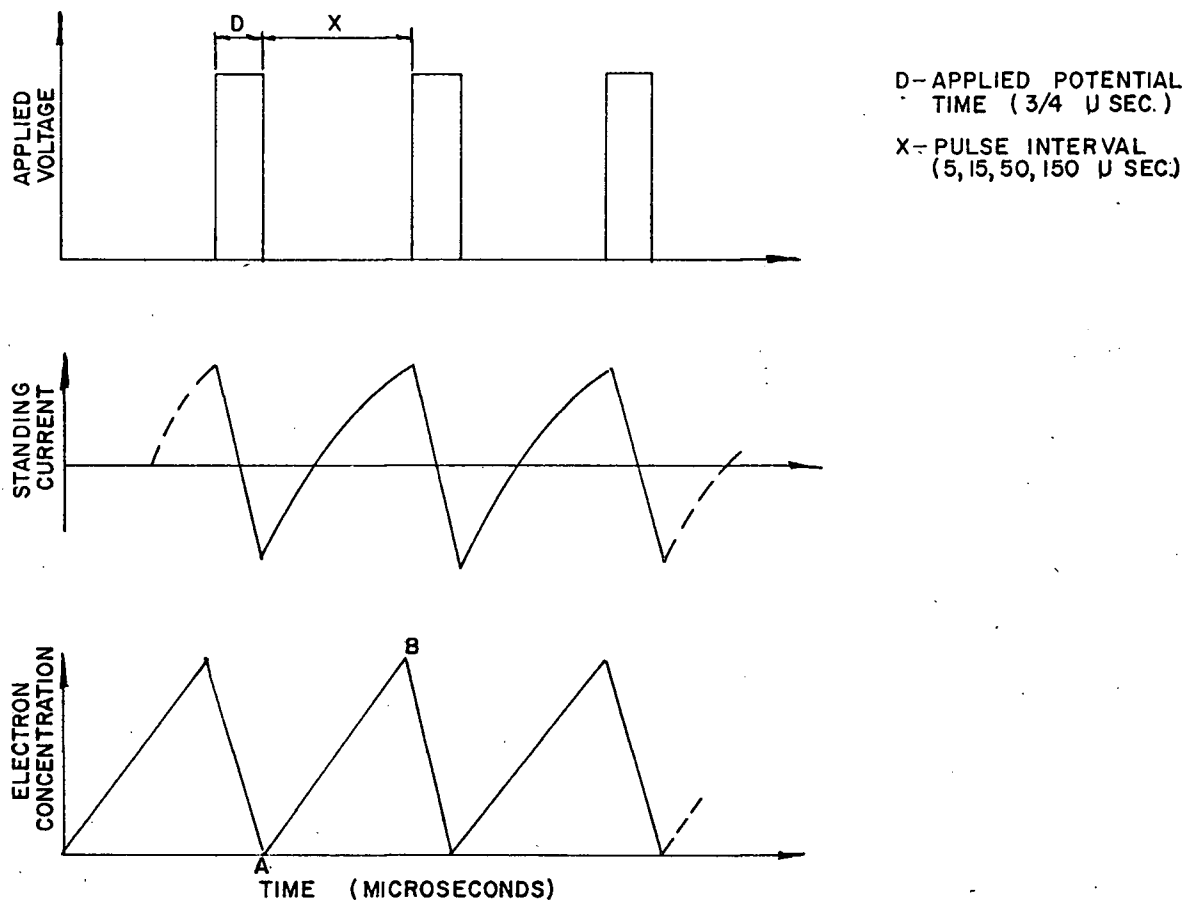 D
X
APPLIED
VOLTAGE
D-APPLIED POTENTIAL
TIME (3/4 μ SEC.)
X-PULSE INTERVAL
(5,15,50,150 μ SEC.)
STANDING
CURRENT
B
ELECTRON
CONCENTRATION
A
TIME (MICROSECONDS)